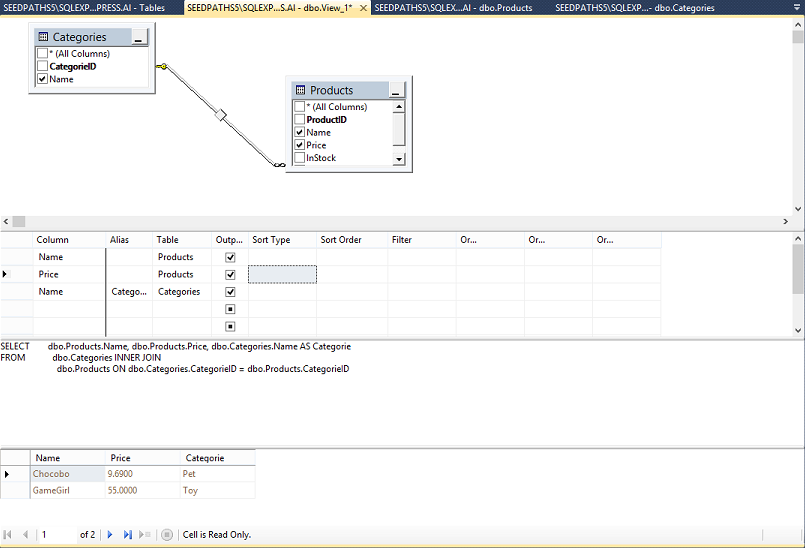 SEEDPATHS5\SQLEXP...PRESS.AI - Tables SEEDPATHS5\SQLEXP...S.AI - dbo.View_1* SEEDPATHS5\SQLEX...AI - dbo.Products SEEDPATHS5\SQLEXP...- dbo.Categories
Categories
* (All Columns)
CategorieID
Name
Products
* (All Columns)
ProductID
Name
Price
InStock
Column Alias Table Outp... Sort Type Sort Order Filter Or... Or... Or...
Name Products
Price Products
Name Catego... Categories
SELECT dbo.Products.Name, dbo.Products.Price, dbo.Categories.Name AS Categorie
FROM dbo.Categories INNER JOIN
dbo.Products ON dbo.Categories.CategorieID = dbo.Products.CategorieID
Name Price Categorie
Chocobo 9.6900 Pet
GameGirl 55.0000 Toy
1 of 2 Cell is Read Only.